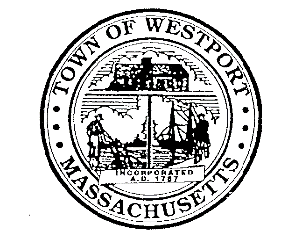 TOWN OF WESTPORT
INCORPORATED
A.D. 1787
MASSACHUSETTS